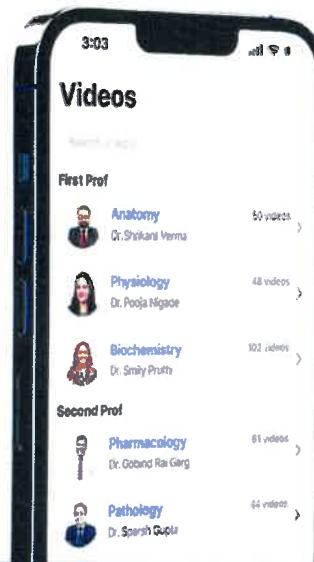 3:03
Videos
First Prof
Anatomy
50 videos
Dr. Shrikant Verma
Physiology
48 videos
Dr. Pooja Nigade
Biochemistry
102 videos
Dr. Smily Pruthi
Second Prof
Pharmacology
61 videos
Dr. Gobind Rai Garg
Pathology
64 videos
Dr. Sparsh Gupta